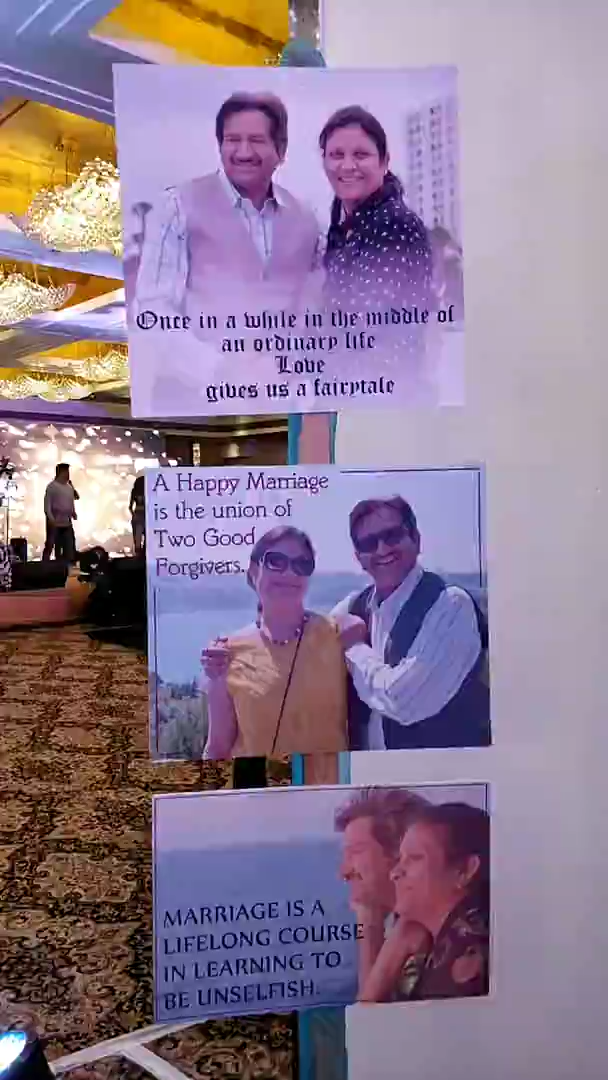 Once in a while in the middle of
an ordinary life
Love
gives us a fairytale
A Happy Marriage
is the union of
Two Good
Forgivers.
MARRIAGE IS A
LIFELONG COURSE
IN LEARNING TO
BE UNSELFISH.